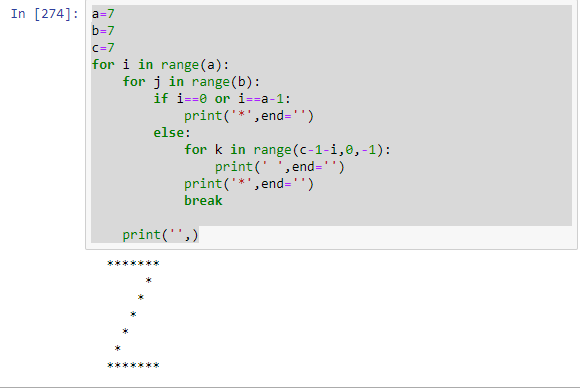 In [274]: a=7
b=7
c=7
for i in range(a):
    for j in range(b):
        if i==0 or i==a-1:
            print('*',end='')
        else:
            for k in range(c-1-i,0,-1):
                print(' ',end='')
            print('*',end='')
            break

    print('',)
*******
     *
    *
   *
  *
 *
*******